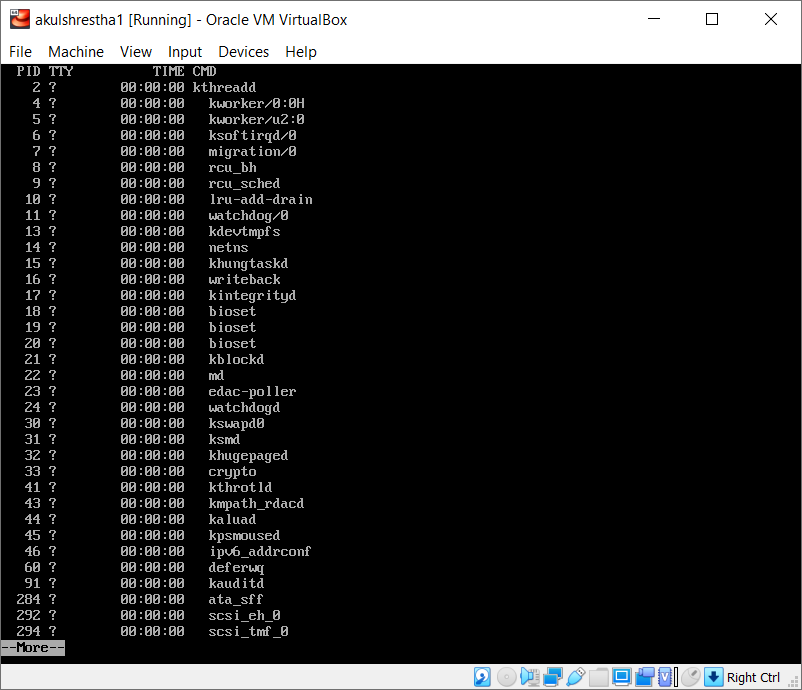 akulshrestha1 [Running] - Oracle VM VirtualBox
File Machine View Input Devices Help
PID TTY TIME CMD
2 ? 00:00:00 kthreadd
4 ? 00:00:00 kworker/0:0H
5 ? 00:00:00 kworker/u2:0
6 ? 00:00:00 ksoftirqd/0
7 ? 00:00:00 migration/0
8 ? 00:00:00 rcu_bh
9 ? 00:00:00 rcu_sched
10 ? 00:00:00 lru-add-drain
11 ? 00:00:00 watchdog/0
13 ? 00:00:00 kdevtmpfs
14 ? 00:00:00 netns
15 ? 00:00:00 khungtaskd
16 ? 00:00:00 writeback
17 ? 00:00:00 kintegrityd
18 ? 00:00:00 bioset
19 ? 00:00:00 bioset
20 ? 00:00:00 bioset
21 ? 00:00:00 kblockd
22 ? 00:00:00 md
23 ? 00:00:00 edac-poller
24 ? 00:00:00 watchdogd
30 ? 00:00:00 kswapd0
31 ? 00:00:00 ksmd
32 ? 00:00:00 khugepaged
33 ? 00:00:00 crypto
41 ? 00:00:00 kthrotld
43 ? 00:00:00 kmpath_rdacd
44 ? 00:00:00 kaluad
45 ? 00:00:00 kpsmoused
46 ? 00:00:00 ipv6_addrconf
60 ? 00:00:00 deferwq
91 ? 00:00:00 kauditd
284 ? 00:00:00 ata_sff
292 ? 00:00:00 scsi_eh_0
294 ? 00:00:00 scsi_tmf_0
--More--
Right Ctrl